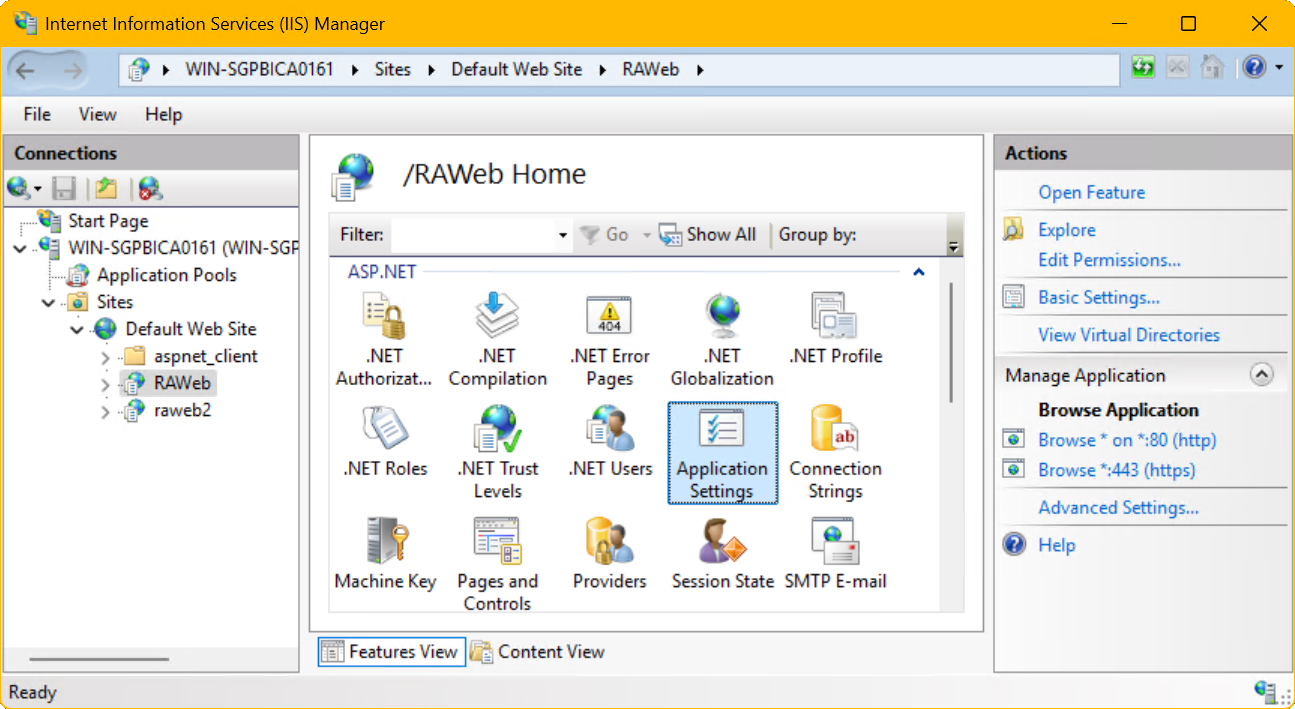 Internet Information Services (IIS) Manager
WIN-SGPBICA0161 Sites Default Web Site RAWeb
File View Help
Connections
Start Page
WIN-SGPBICA0161 (WIN-SGP
Application Pools
Sites
Default Web Site
aspnet_client
RAWeb
raweb2
/RAWeb Home
Filter: Go Show All Group by:
ASP.NET
.NET Authorizat...
.NET Compilation
404
.NET Error Pages
.NET Globalization
.NET Profile
.NET Roles
.NET Trust Levels
.NET Users
Application Settings
ab
Connection Strings
Machine Key
Pages and Controls
Providers
Session State
SMTP E-mail
Features View Content View
Actions
Open Feature
Explore
Edit Permissions...
Basic Settings...
View Virtual Directories
Manage Application
Browse Application
Browse * on *:80 (http)
Browse *:443 (https)
Advanced Settings...
Help
Ready